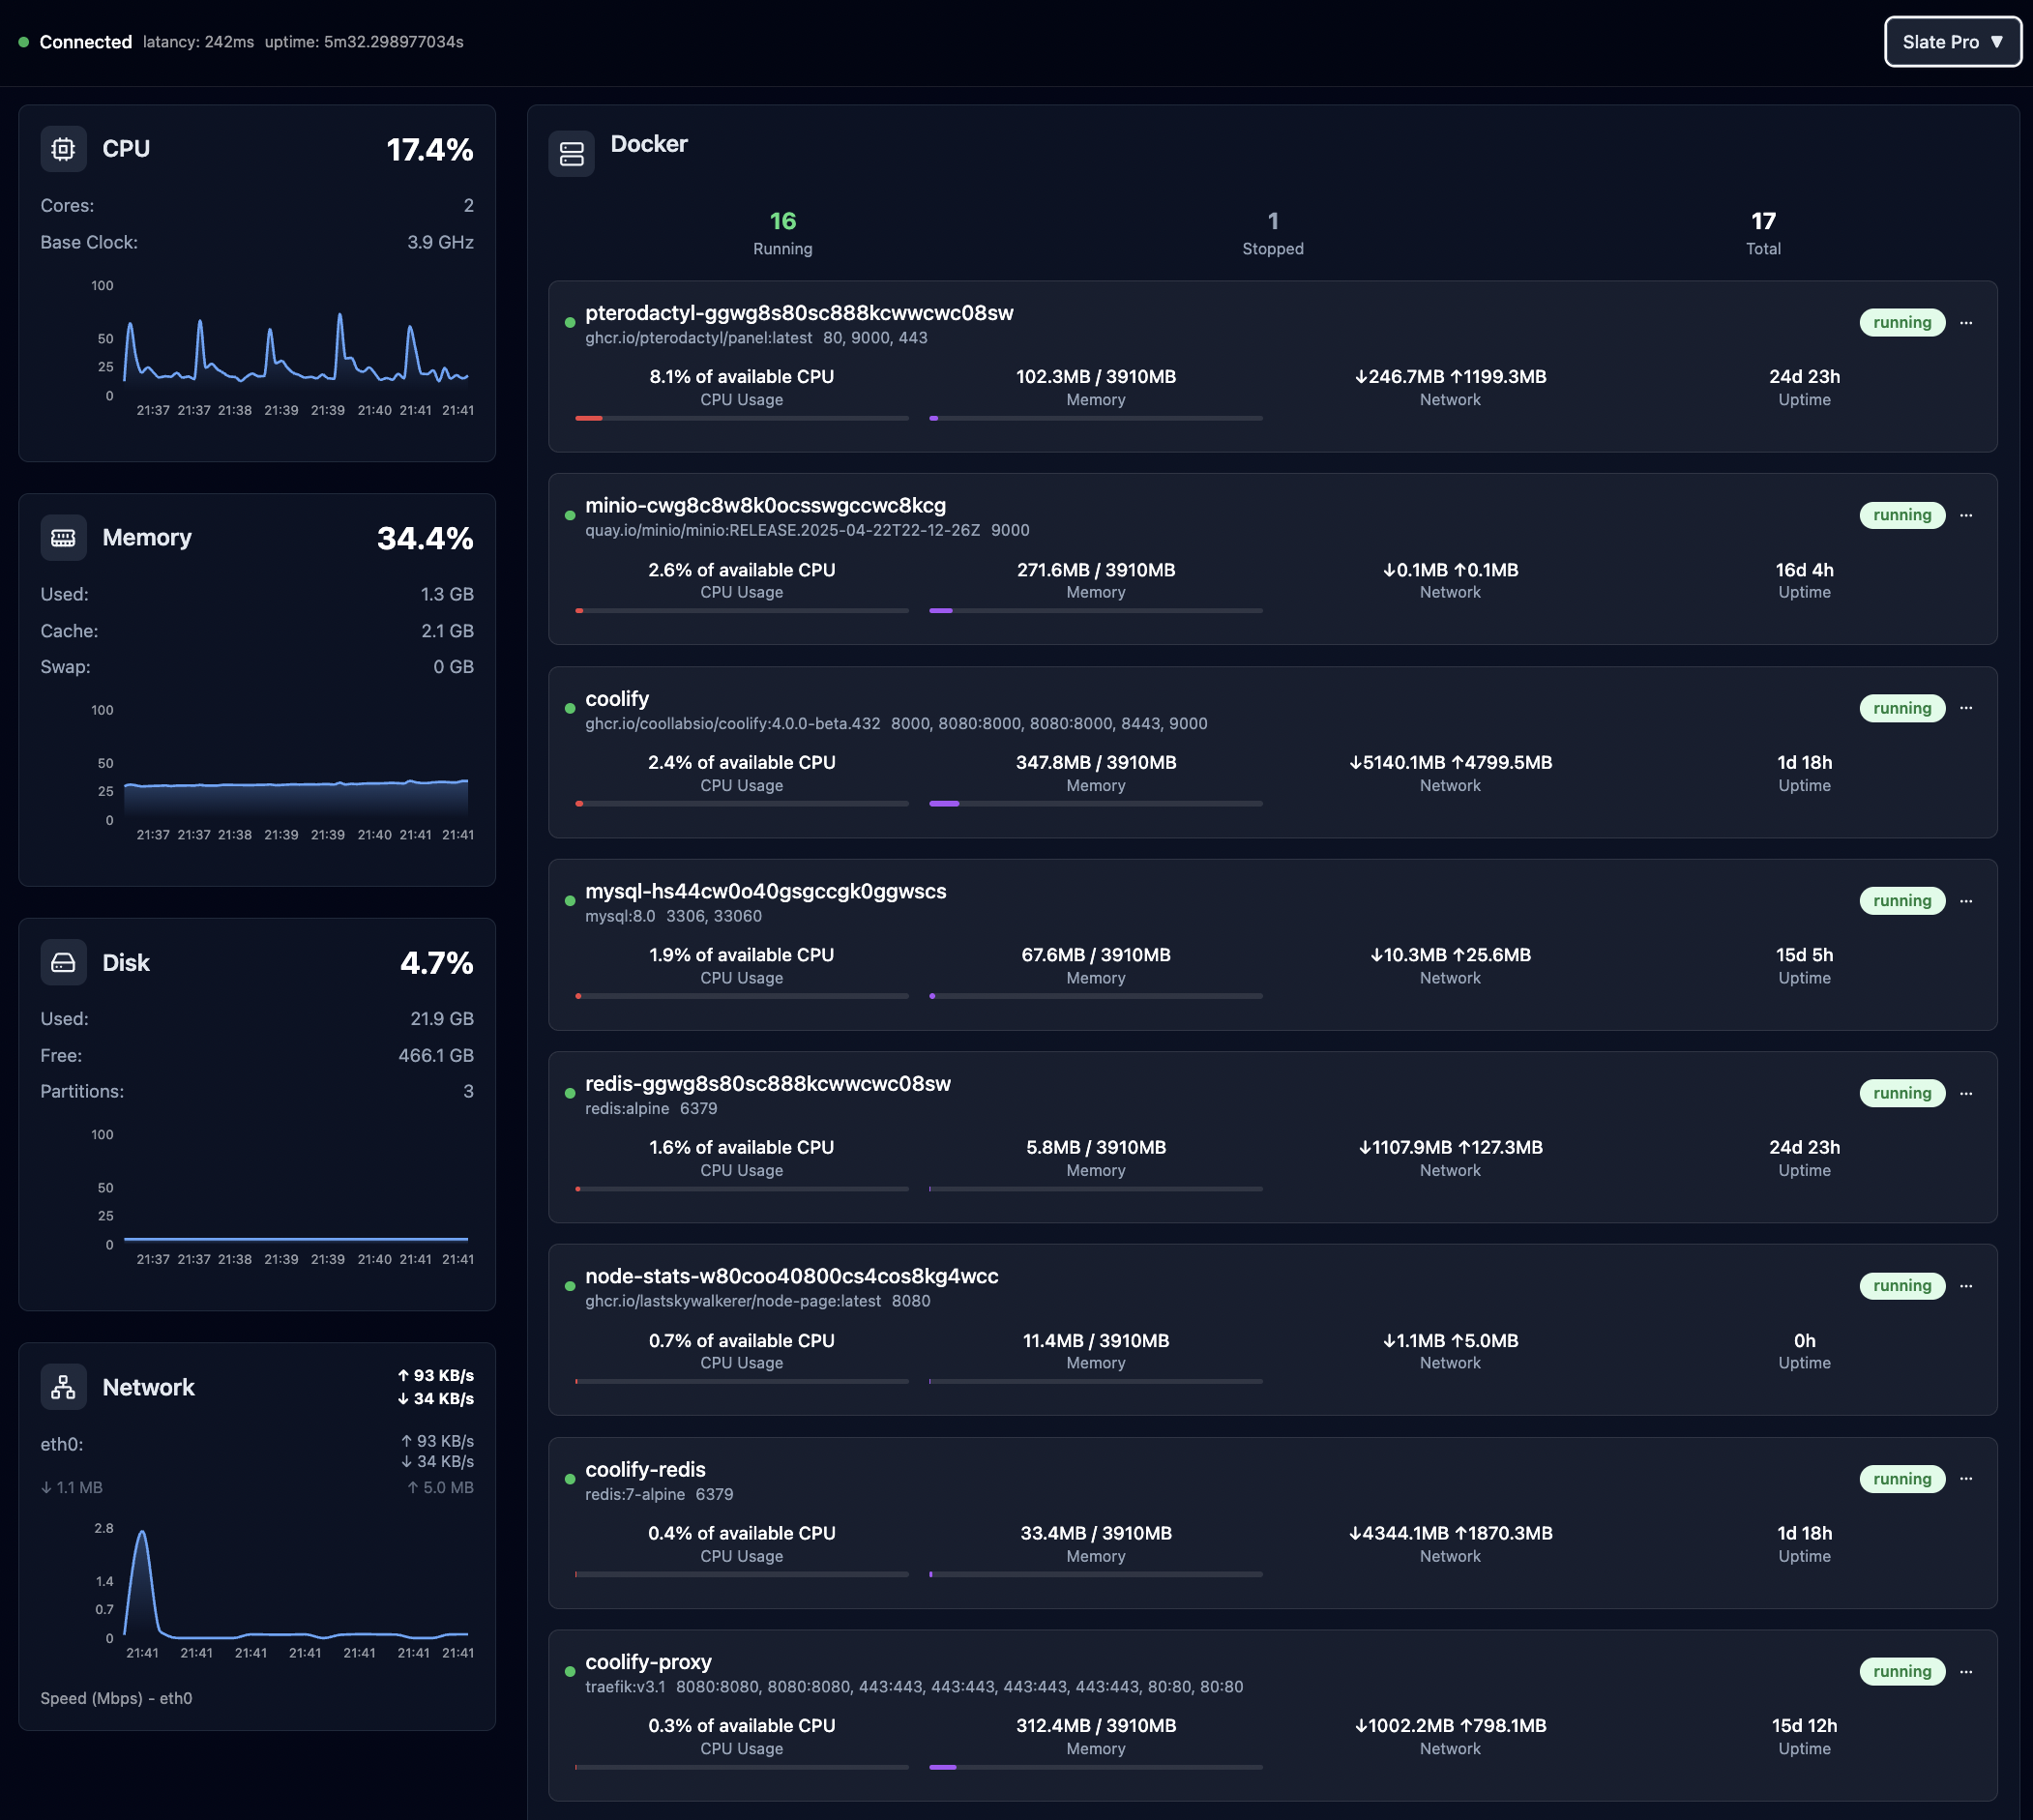 Connected latancy: 242ms uptime: 5m32.298977034s
Slate Pro ▼
CPU
17.4%
Cores: 2
Base Clock: 3.9 GHz
100
50
25
0
21:37 21:37 21:38 21:39 21:39 21:40 21:41 21:41
Memory
34.4%
Used: 1.3 GB
Cache: 2.1 GB
Swap: 0 GB
100
50
25
0
21:37 21:37 21:38 21:39 21:39 21:40 21:41 21:41
Disk
4.7%
Used: 21.9 GB
Free: 466.1 GB
Partitions: 3
100
50
25
0
21:37 21:37 21:38 21:39 21:39 21:40 21:41 21:41
Network
↑ 93 KB/s
↓ 34 KB/s
eth0:
↑ 93 KB/s
↓ 34 KB/s
↓ 1.1 MB ↑ 5.0 MB
2.8
1.4
0.7
0
21:41 21:41 21:41 21:41 21:41 21:41 21:41
Speed (Mbps) - eth0
Docker
16 1 17
Running Stopped Total
pterodactyl-ggwg8s80sc888kcwwcwc08sw
ghcr.io/pterodactyl/panel:latest 80, 9000, 443
running ...
8.1% of available CPU 102.3MB / 3910MB ↓246.7MB ↑1199.3MB 24d 23h
CPU Usage Memory Network Uptime
minio-cwg8c8w8k0ocsswgccwc8kcg
quay.io/minio/minio:RELEASE.2025-04-22T22-12-26Z 9000
running ...
2.6% of available CPU 271.6MB / 3910MB ↓0.1MB ↑0.1MB 16d 4h
CPU Usage Memory Network Uptime
coolify
ghcr.io/coollabsio/coolify:4.0.0-beta.432 8000, 8080:8000, 8080:8000, 8443, 9000
running ...
2.4% of available CPU 347.8MB / 3910MB ↓5140.1MB ↑4799.5MB 1d 18h
CPU Usage Memory Network Uptime
mysql-hs44cw0o40gsgccgk0ggwscs
mysql:8.0 3306, 33060
running ...
1.9% of available CPU 67.6MB / 3910MB ↓10.3MB ↑25.6MB 15d 5h
CPU Usage Memory Network Uptime
redis-ggwg8s80sc888kcwwcwc08sw
redis:alpine 6379
running ...
1.6% of available CPU 5.8MB / 3910MB ↓1107.9MB ↑127.3MB 24d 23h
CPU Usage Memory Network Uptime
node-stats-w80coo40800cs4cos8kg4wcc
ghcr.io/lastskywalkerer/node-page:latest 8080
running ...
0.7% of available CPU 11.4MB / 3910MB ↓1.1MB ↑5.0MB 0h
CPU Usage Memory Network Uptime
coolify-redis
redis:7-alpine 6379
running ...
0.4% of available CPU 33.4MB / 3910MB ↓4344.1MB ↑1870.3MB 1d 18h
CPU Usage Memory Network Uptime
coolify-proxy
traefik:v3.1 8080:8080, 8080:8080, 443:443, 443:443, 443:443, 443:443, 80:80, 80:80
running ...
0.3% of available CPU 312.4MB / 3910MB ↓1002.2MB ↑798.1MB 15d 12h
CPU Usage Memory Network Uptime